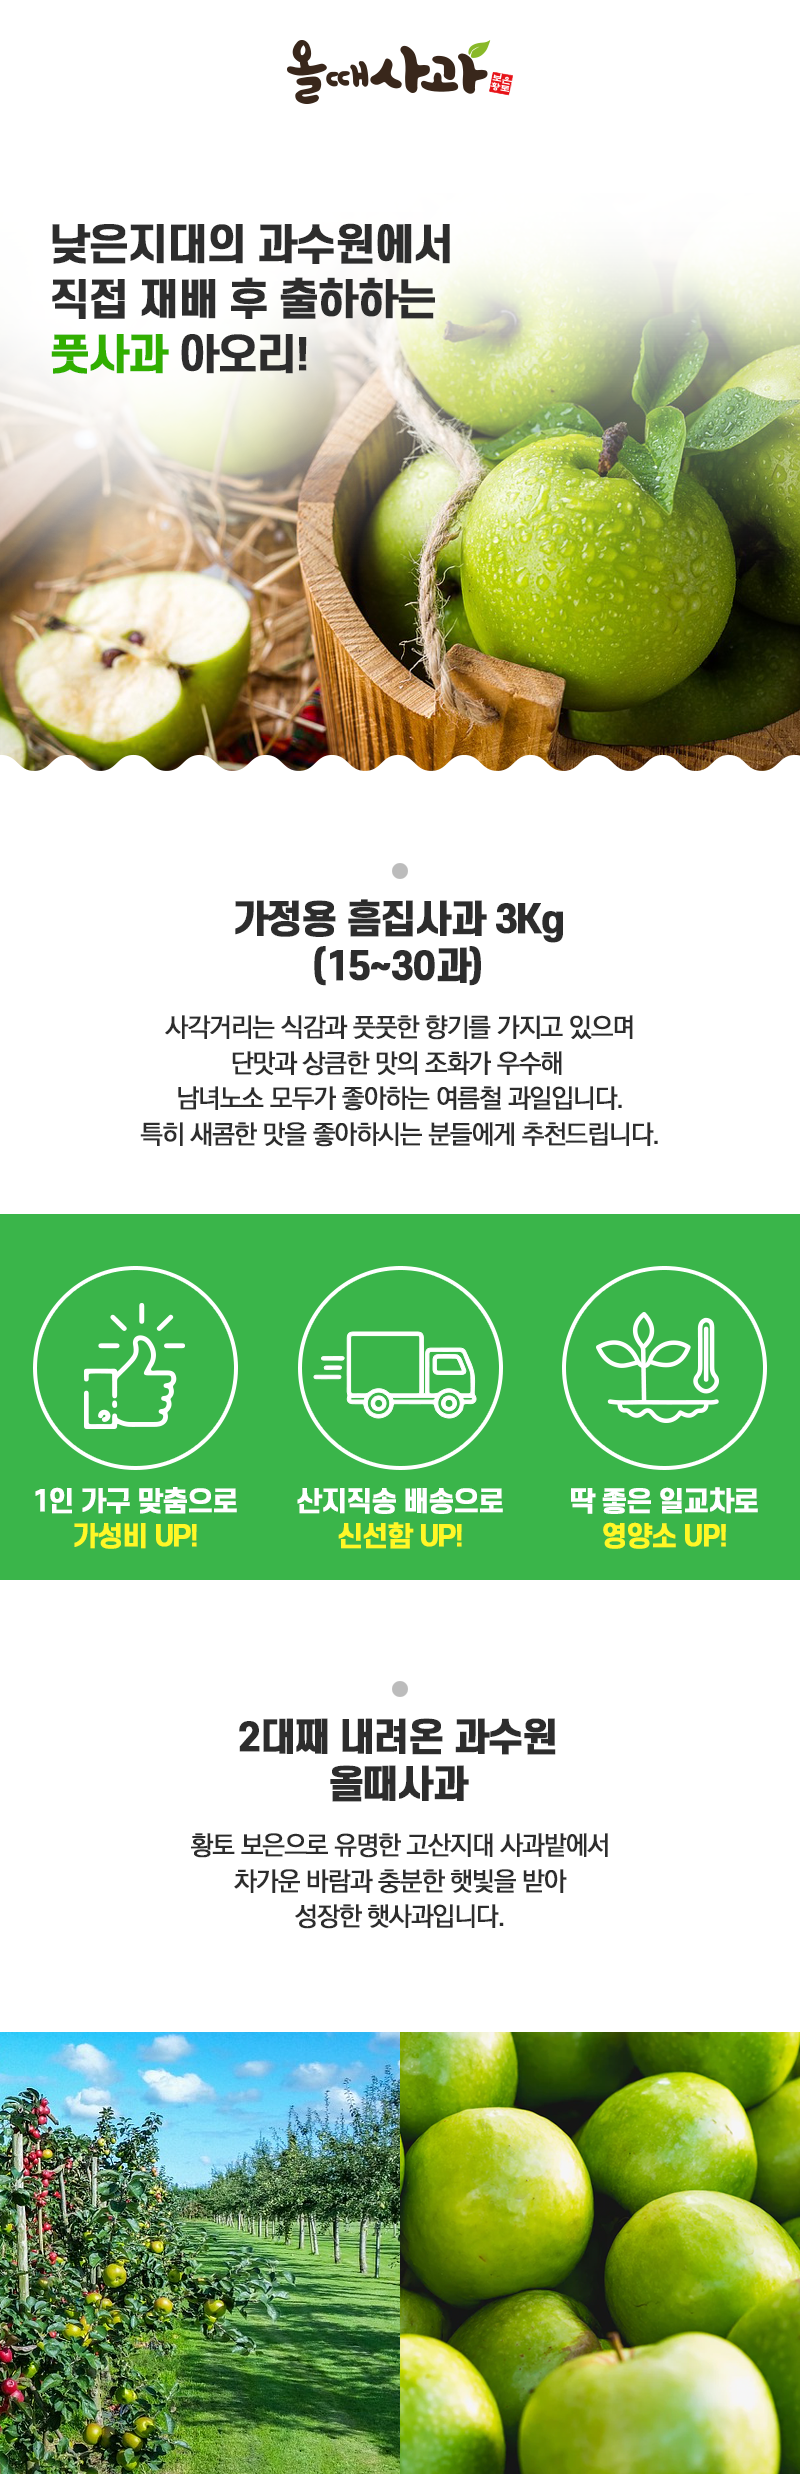 올때사과
보은
황토
낮은지대의 과수원에서
직접 재배 후 출하하는
풋사과 아오리!
가정용 흠집사과 3Kg
(15~30과)
사각거리는 식감과 풋풋한 향기를 가지고 있으며
단맛과 상큼한 맛의 조화가 우수해
남녀노소 모두가 좋아하는 여름철 과일입니다.
특히 새콤한 맛을 좋아하시는 분들에게 추천드립니다.
1인 가구 맞춤으로
가성비 UP!
산지직송 배송으로
신선함 UP!
딱 좋은 일교차로
영양소 UP!
2대째 내려온 과수원
올때사과
황토 보은으로 유명한 고산지대 사과밭에서
차가운 바람과 충분한 햇빛을 받아
성장한 햇사과입니다.